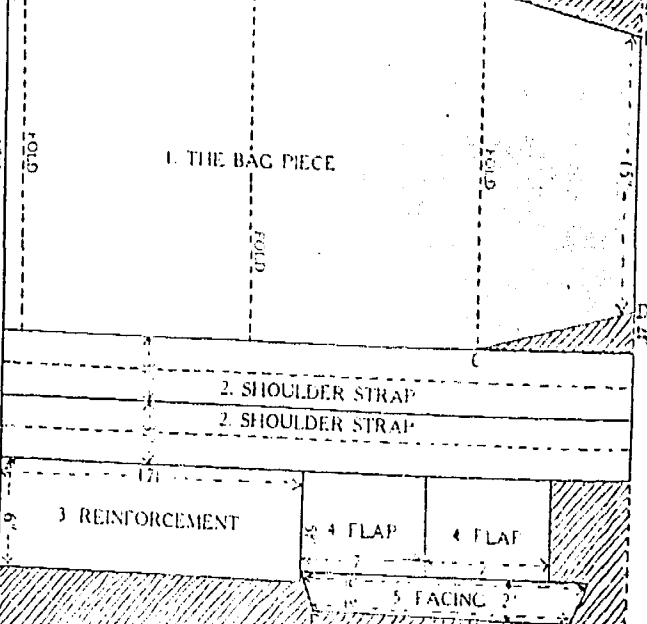 FOLD
1. THE BAG PIECE
FOLD
FOLD
D
C
2. SHOULDER STRAP
2. SHOULDER STRAP
3 REINFORCEMENT
4 FLAP
4 FLAP
5 FACING 2"